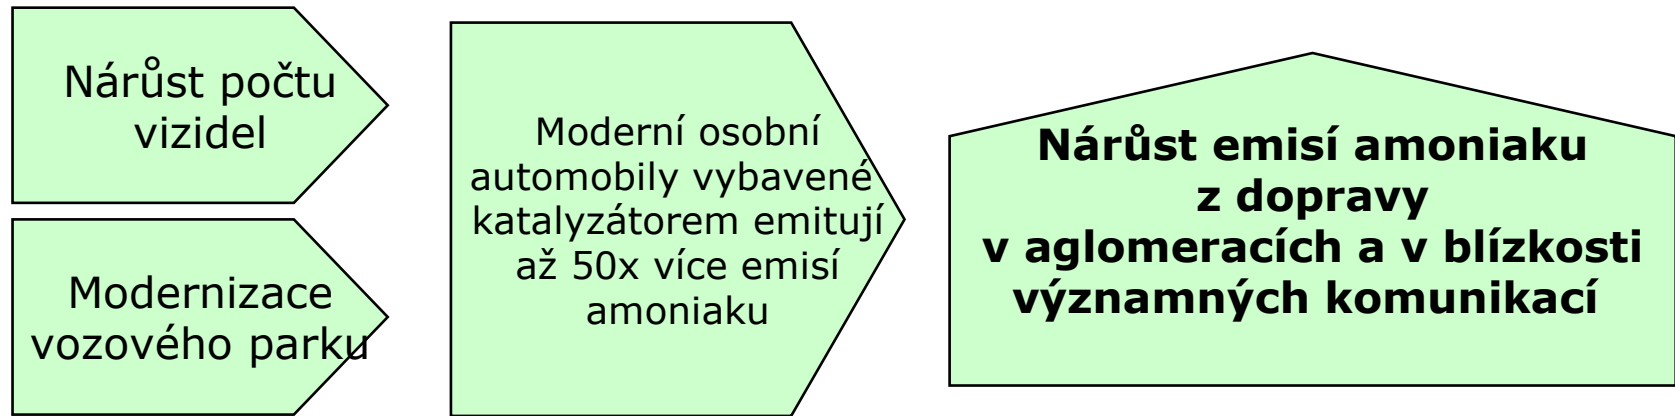 Nárůst počtu
vizidel
Modernizace
vozového parku
Moderní osobní
automobily vybavené
katalyzátorem emitují
až 50x více emisí
amoniaku
Nárůst emisí amoniaku
z dopravy
v aglomeracích a v blízkosti
významných komunikací